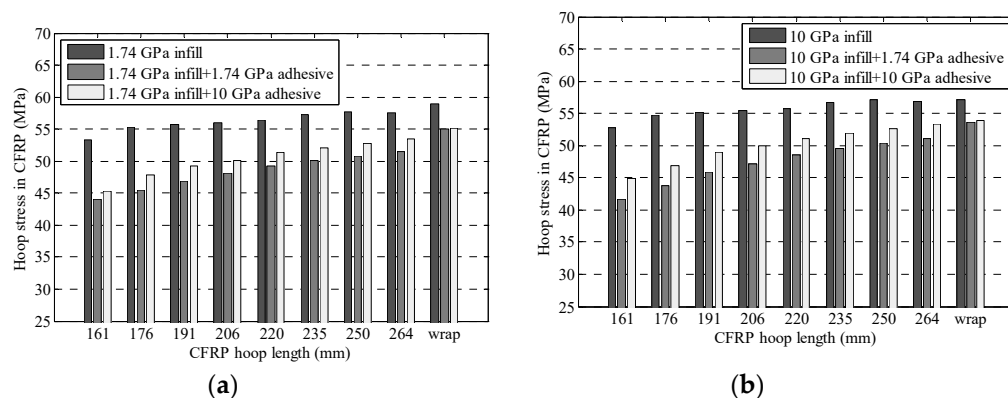 70
65
60
55
50
45
40
35
30
25
Hoop stress in CFRP (MPa)
1.74 GPa infill
1.74 GPa infill+1.74 GPa adhesive
1.74 GPa infill+10 GPa adhesive
161 176 191 206 220 235 250 264 wrap
CFRP hoop length (mm)
(a)
70
65
60
55
50
45
40
35
30
25
Hoop stress in CFRP (MPa)
10 GPa infill
10 GPa infill+1.74 GPa adhesive
10 GPa infill+10 GPa adhesive
161 176 191 206 220 235 250 264 wrap
CFRP hoop length (mm)
(b)